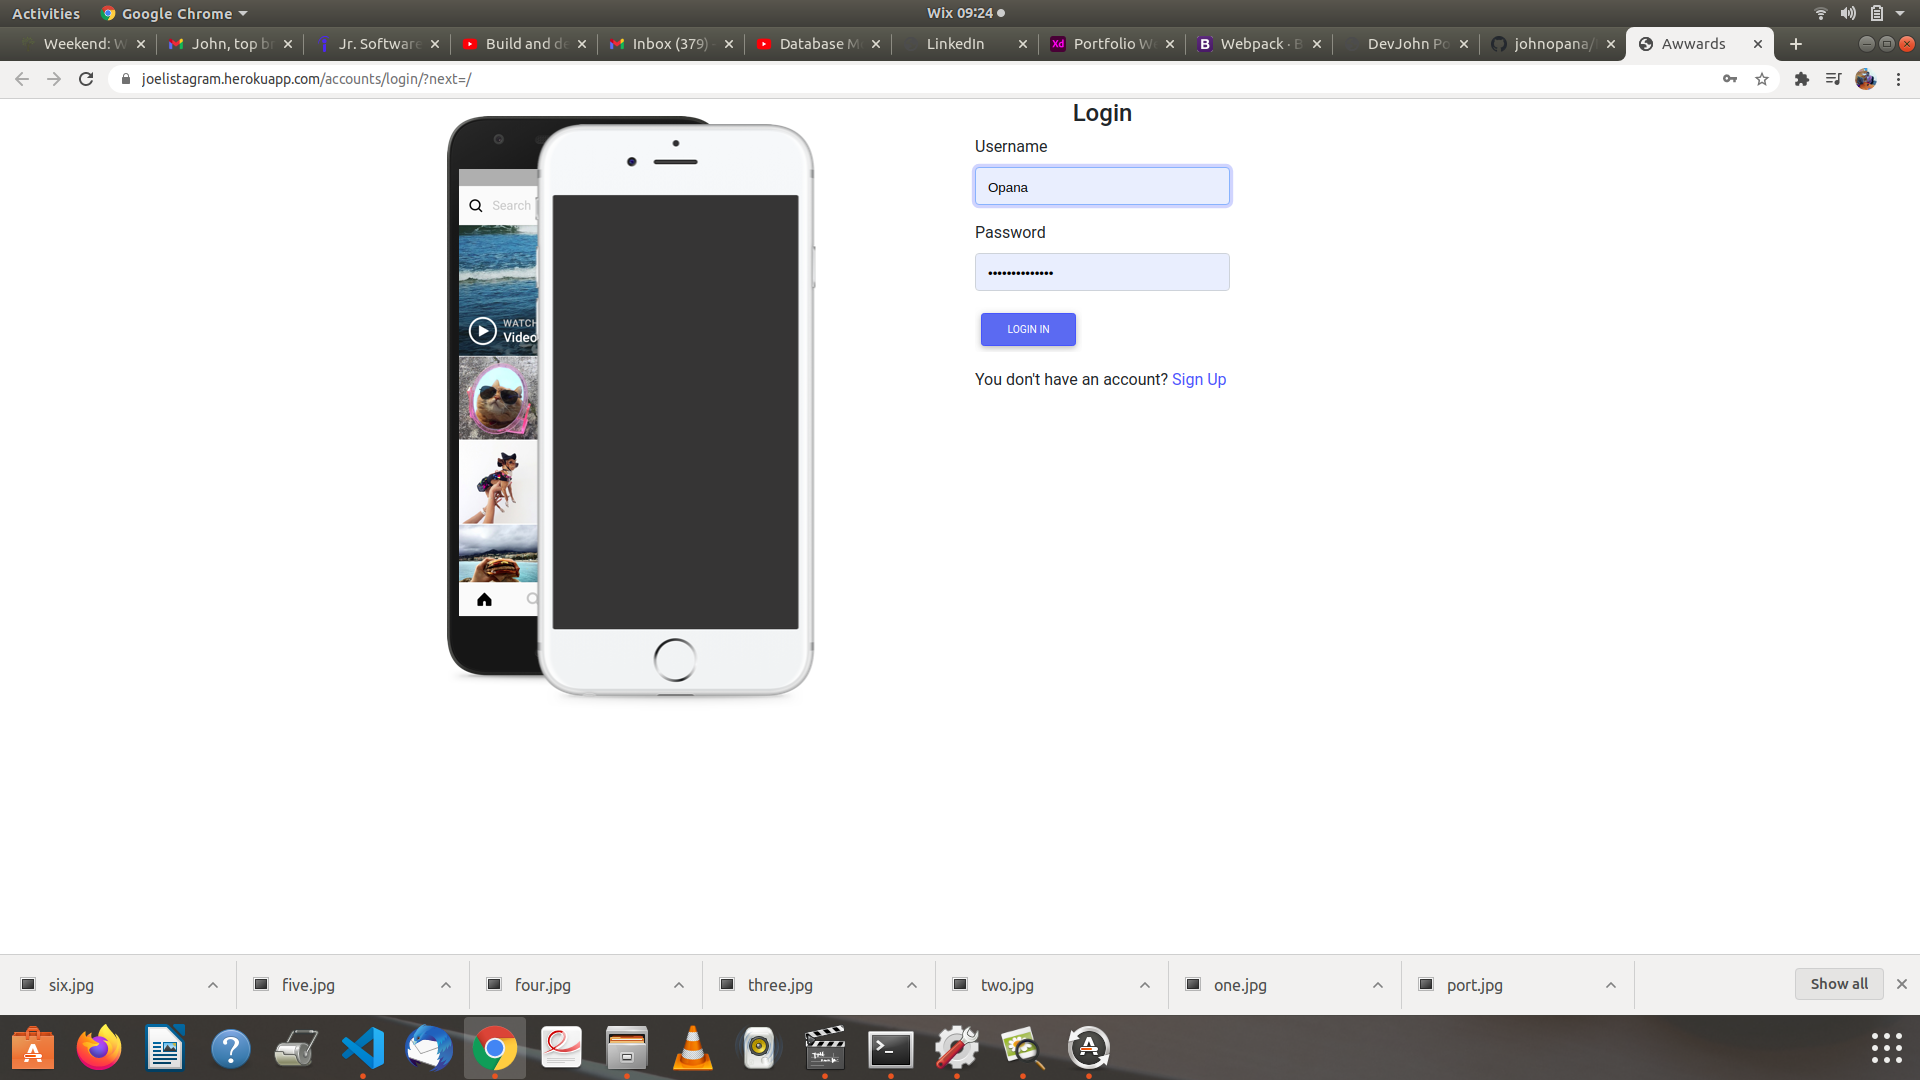 Activities
Google Chrome
Wix 09:24
Weekend: W
John, top br
Jr. Software
Build and de
Inbox (379) -
Database Mo
LinkedIn
Portfolio We
Webpack · B
DevJohn Po
johnopana/
Awwards
joelistagram.herokuapp.com/accounts/login/?next=/
Login
Username
Opana
Password
LOGIN IN
You don't have an account? Sign Up
Search
WATCH
Video
six.jpg
five.jpg
four.jpg
three.jpg
two.jpg
one.jpg
port.jpg
Show all